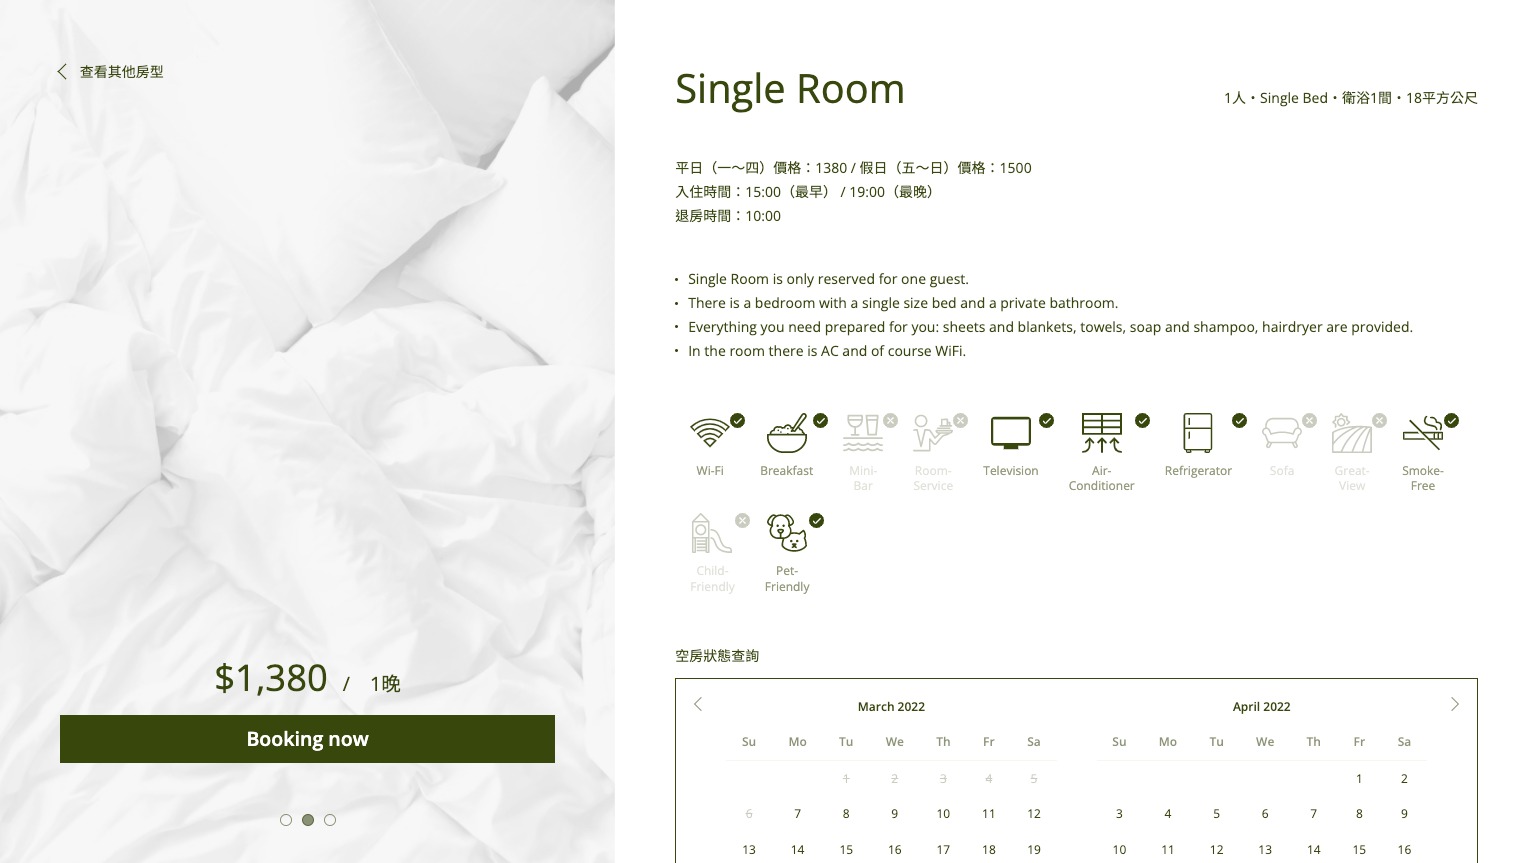 查看其他房型
$1,380 / 1晚
Booking now
Single Room
1人・Single Bed・衛浴1間・18平方公尺
平日（一～四）價格：1380 / 假日（五～日）價格：1500
入住時間：15:00（最早） / 19:00（最晚）
退房時間：10:00
• Single Room is only reserved for one guest.
• There is a bedroom with a single size bed and a private bathroom.
• Everything you need prepared for you: sheets and blankets, towels, soap and shampoo, hairdryer are provided.
• In the room there is AC and of course WiFi.
Wi-Fi
Breakfast
Mini-
Bar
Room-
Service
Television
Air-
Conditioner
Refrigerator
Sofa
Great-
View
Smoke-
Free
Child-
Friendly
Pet-
Friendly
空房狀態查詢
March 2022
Su Mo Tu We Th Fr Sa
1 2 3 4 5
6 7 8 9 10 11 12
13 14 15 16 17 18 19
April 2022
Su Mo Tu We Th Fr Sa
1 2
3 4 5 6 7 8 9
10 11 12 13 14 15 16